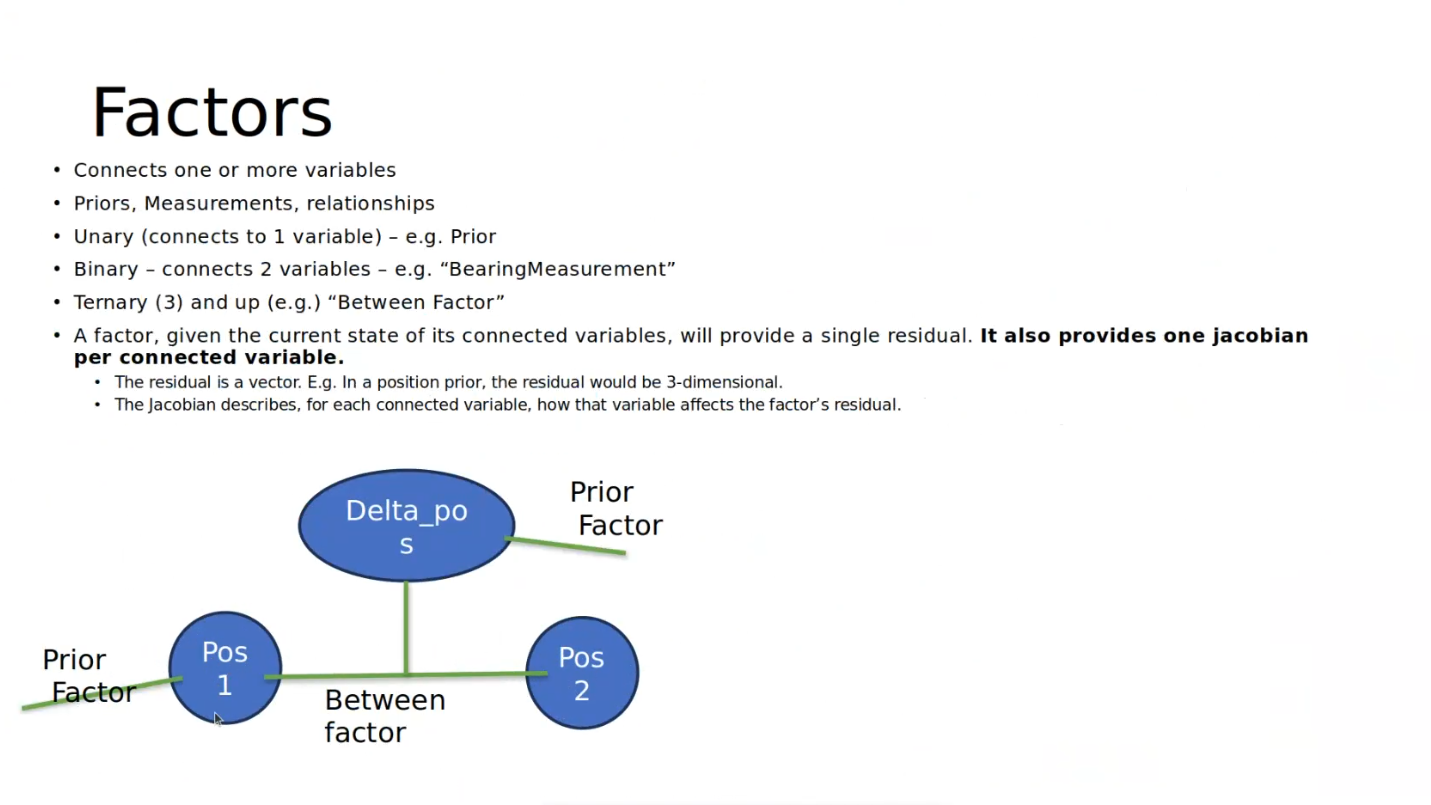 Factors
• Connects one or more variables
• Priors, Measurements, relationships
• Unary (connects to 1 variable) – e.g. Prior
• Binary – connects 2 variables – e.g. “BearingMeasurement”
• Ternary (3) and up (e.g.) “Between Factor”
• A factor, given the current state of its connected variables, will provide a single residual. It also provides one jacobian
per connected variable.
• The residual is a vector. E.g. In a position prior, the residual would be 3-dimensional.
• The Jacobian describes, for each connected variable, how that variable affects the factor’s residual.
Delta_po
s
Prior
Factor
Prior
Factor
Pos
1
Between
factor
Pos
2